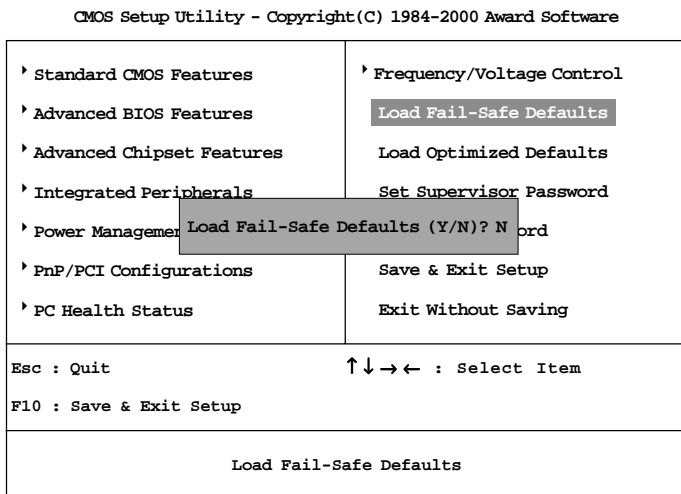 CMOS Setup Utility - Copyright(C) 1984-2000 Award Software
Standard CMOS Features
Advanced BIOS Features
Advanced Chipset Features
Integrated Peripherals
Power Managemen
PnP/PCI Configurations
PC Health Status
Frequency/Voltage Control
Load Fail-Safe Defaults
Load Optimized Defaults
Set Supervisor Password
ord
Save & Exit Setup
Exit Without Saving
Load Fail-Safe Defaults (Y/N)? N
Esc : Quit
↑↓→← : Select Item
F10 : Save & Exit Setup
Load Fail-Safe Defaults